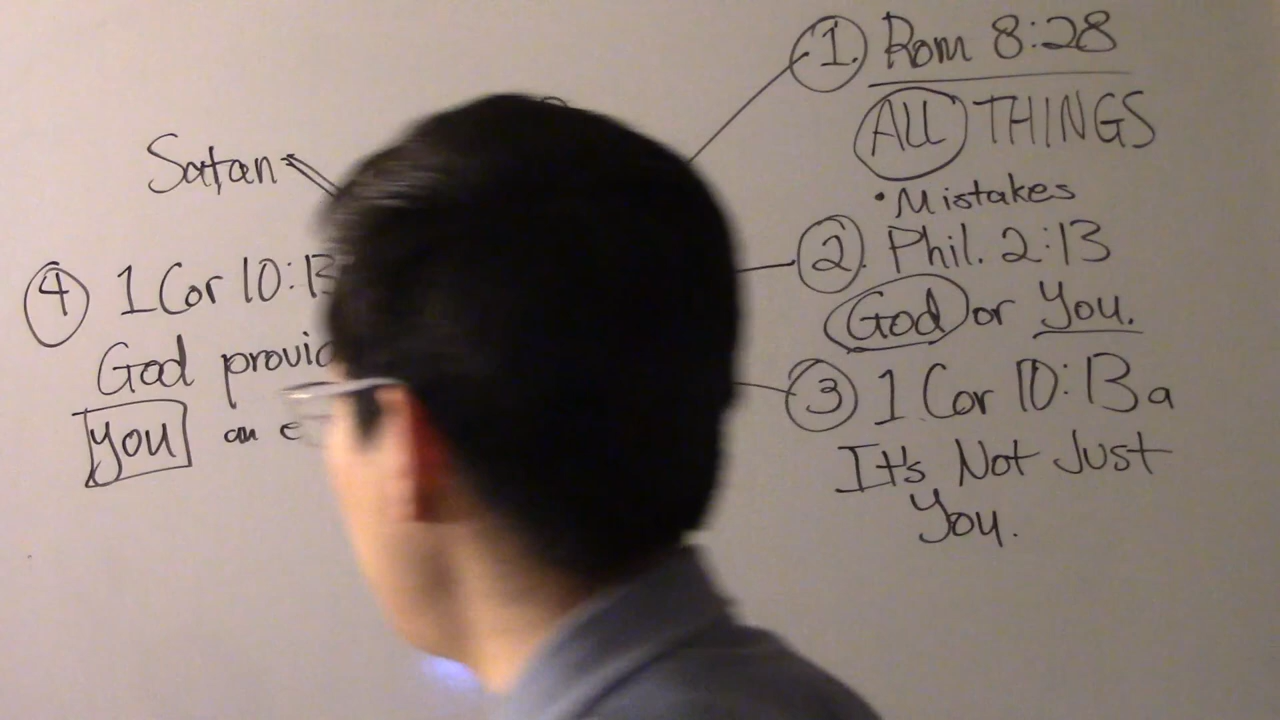 Satan
4 1 Cor 10:13
God
you an
1. Rom 8:28
ALL THINGS
• Mistakes
2. Phil. 2:13
God or You.
3 1 Cor 10:13a
It's Not Just
You.